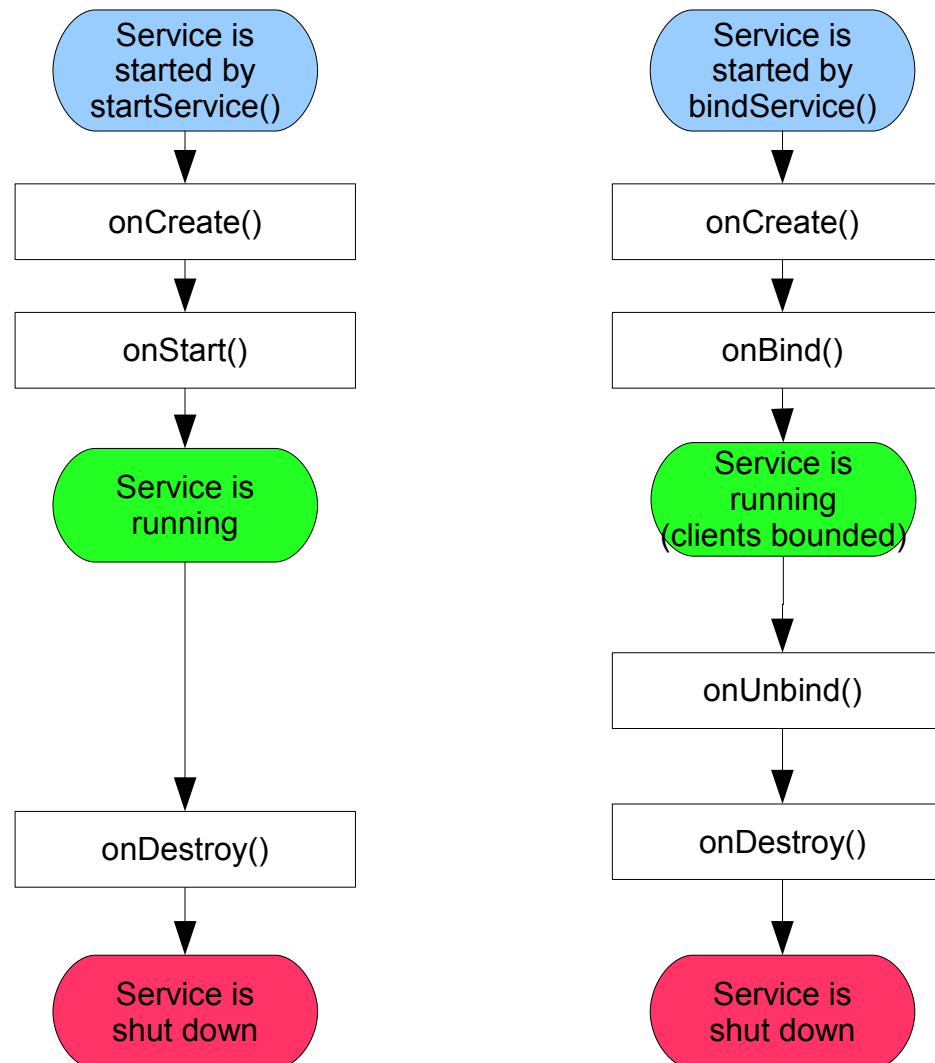 Service is
started by
startService()
onCreate()
onStart()
Service is
running
onDestroy()
Service is
shut down
Service is
started by
bindService()
onCreate()
onBind()
Service is
running
(clients bounded)
onUnbind()
onDestroy()
Service is
shut down